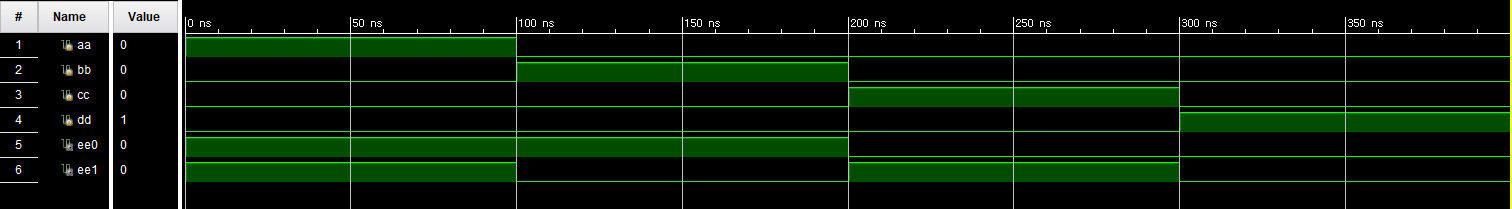 # Name Value 0 ns 50 ns 100 ns 150 ns 200 ns 250 ns 300 ns 350 ns
1 aa 0
2 bb 0
3 cc 0
4 dd 1
5 ee0 0
6 ee1 0